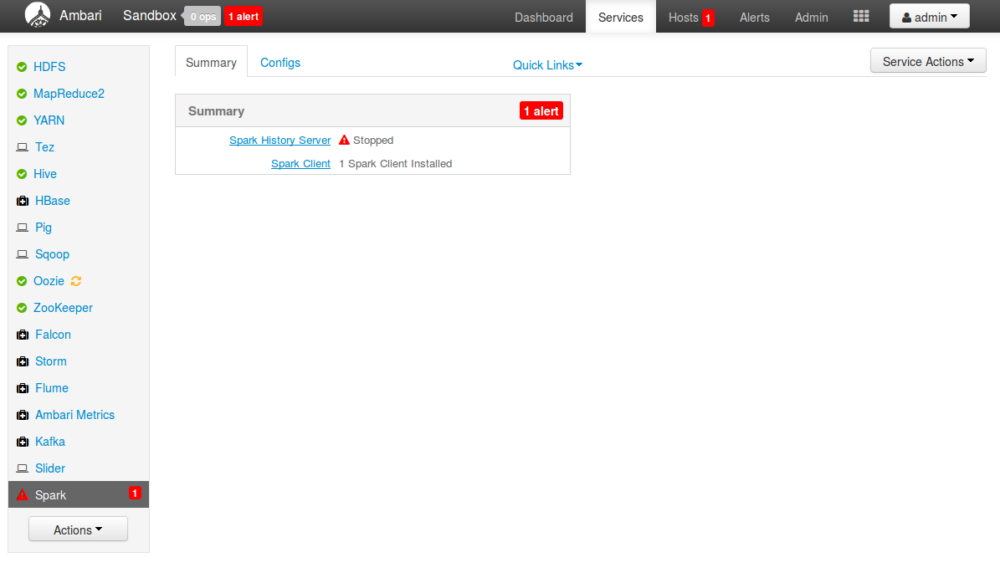 Ambari Sandbox 0 ops 1 alert Dashboard Services Hosts 1 Alerts Admin admin
Summary Configs Quick Links Service Actions
HDFS
MapReduce2
YARN
Tez
Hive
HBase
Pig
Sqoop
Oozie
ZooKeeper
Falcon
Storm
Flume
Ambari Metrics
Kafka
Slider
Spark 1
Actions
Summary 1 alert
Spark History Server Stopped
Spark Client 1 Spark Client Installed